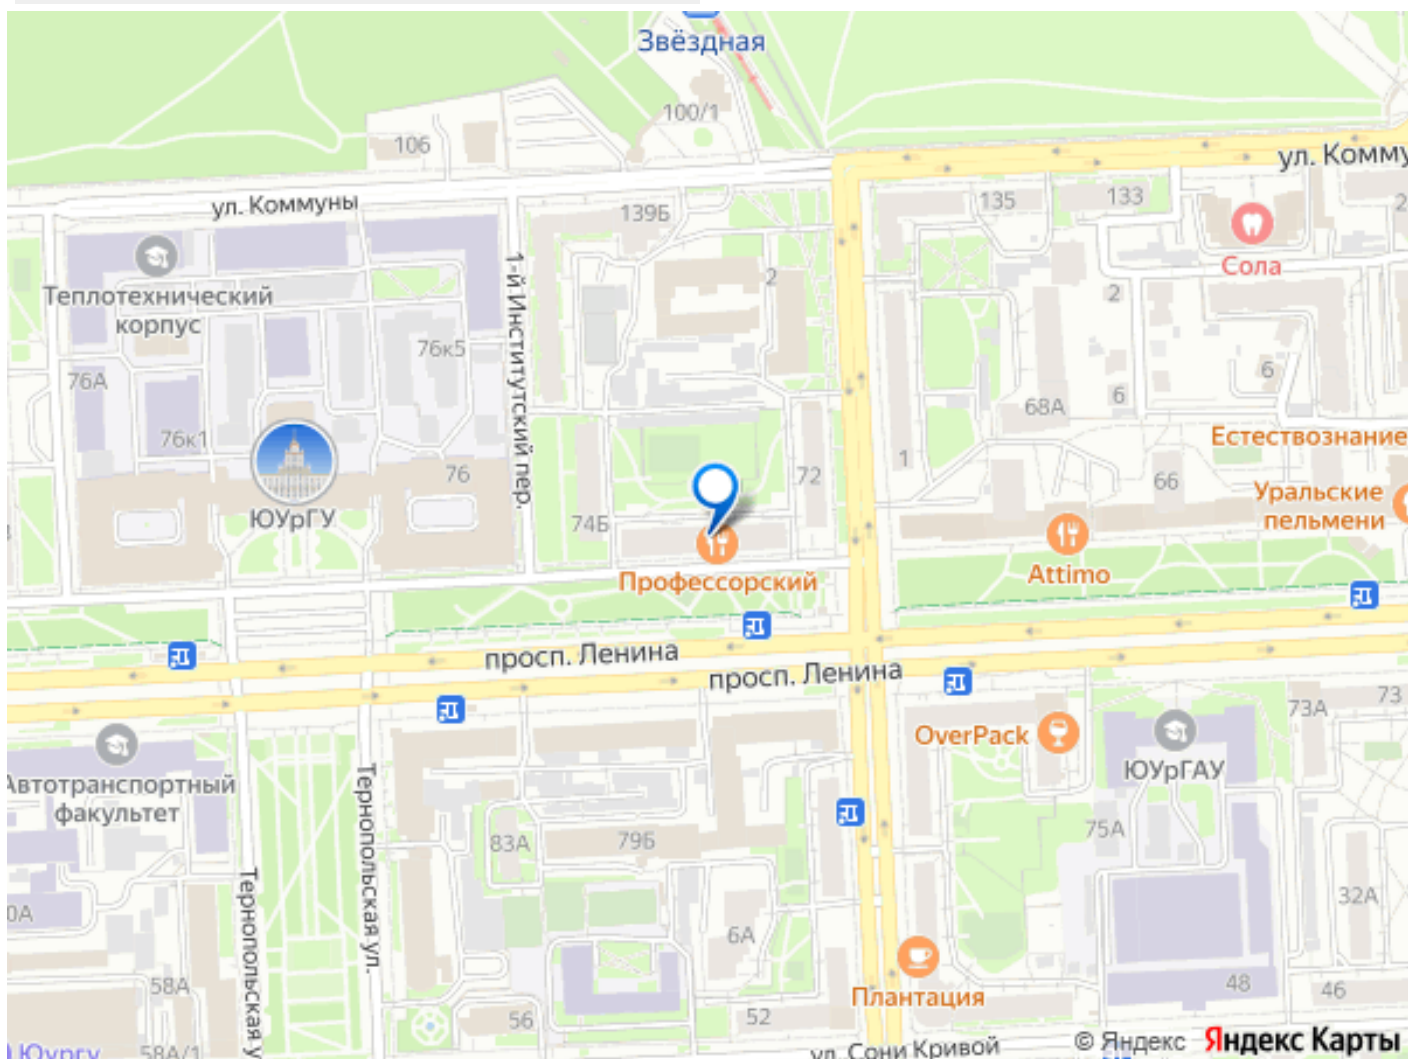 Звёздная
100/1
106
ул. Комму
ул. Коммуны
139Б
135
133
2
Сола
Теплотехнический
корпус
1-й Институтский пер.
2
2
76к5
76А
6
6
68А
76к1
Естествознание
1
76
72
66
Уральские
пельмени
ЮУрГУ
74Б
Профессорский
Attimo
просп. Ленина
просп. Ленина
73
73А
OverPack
ЮУрГАУ
Автотранспортный
факультет
Тернопольская ул.
83А
79Б
75А
32А
0А
Тернопольская у
6А
58А
Плантация
48
46
56
52
ул. Сони Кривой
58А/1
Юургу
© Яндекс Яндекс Карты